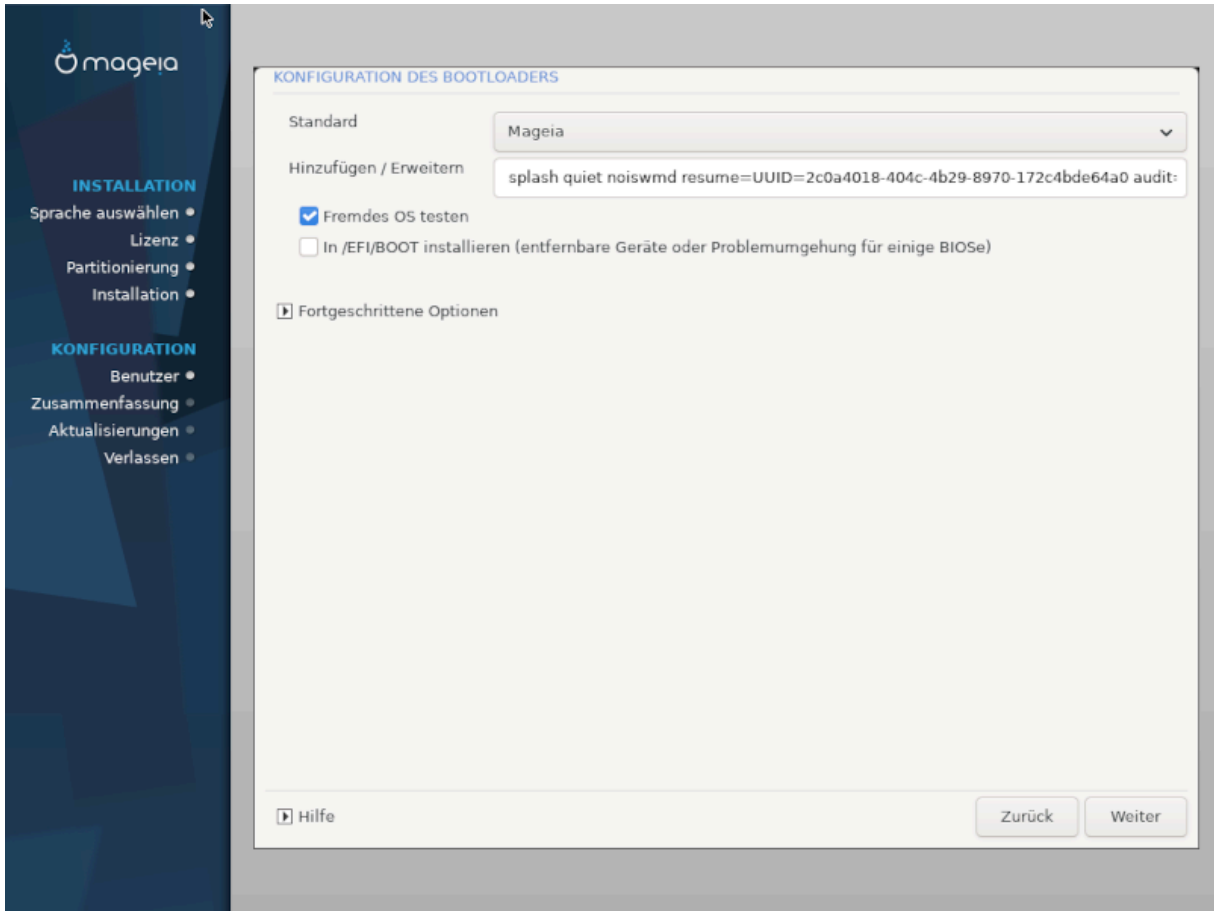 mageia
INSTALLATION
Sprache auswählen
Lizenz
Partitionierung
Installation
KONFIGURATION
Benutzer
Zusammenfassung
Aktualisierungen
Verlassen
KONFIGURATION DES BOOTLOADERS
Standard
Mageia
Hinzufügen / Erweitern
splash quiet noiswmd resume=UUID=2c0a4018-404c-4b29-8970-172c4bde64a0 audit=
Fremdes OS testen
In /EFI/BOOT installieren (entfernbare Geräte oder Problemumgehung für einige BIOSe)
Fortgeschrittene Optionen
Hilfe
Zurück
Weiter